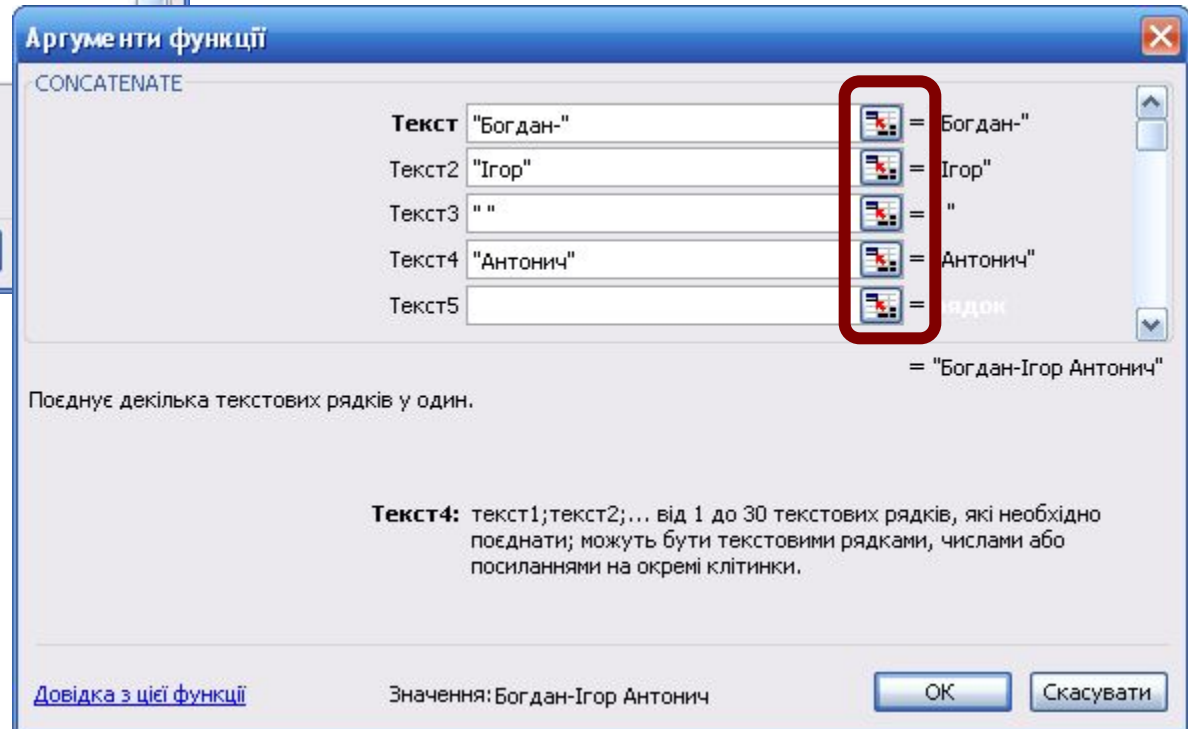 Аргументи функції
CONCATENATE
Текст "Богдан-" = Богдан-"
Текст2 "Ігор" = Ігор"
Текст3 " " = "
Текст4 "Антонич" = Антонич"
Текст5 =
= "Богдан-Ігор Антонич"
Поєднує декілька текстових рядків у один.
Текст4: текст1;текст2;... від 1 до 30 текстових рядків, які необхідно
поєднати; можуть бути текстовими рядками, числами або
посиланнями на окремі клітинки.
Довідка з цієї функції Значення: Богдан-Ігор Антонич ОК Скасувати